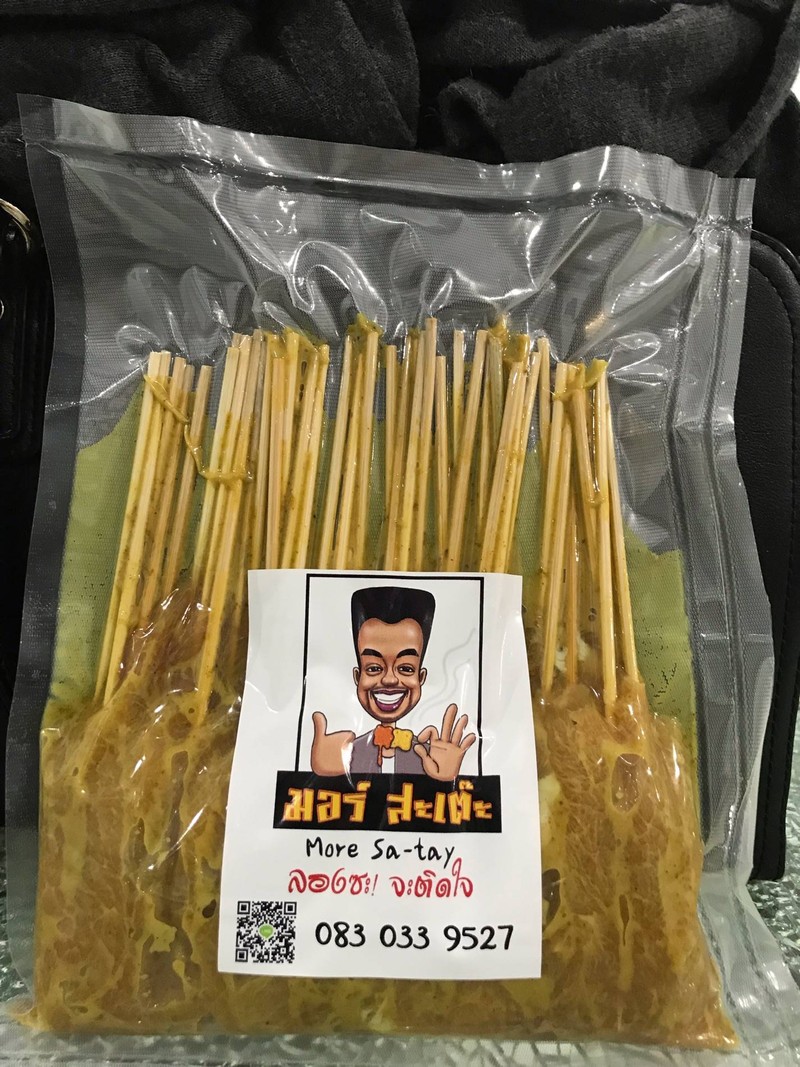 มอร์ สะเต๊ะ
More Sa-tay
ลองซะ! จะติดใจ
083 033 9527